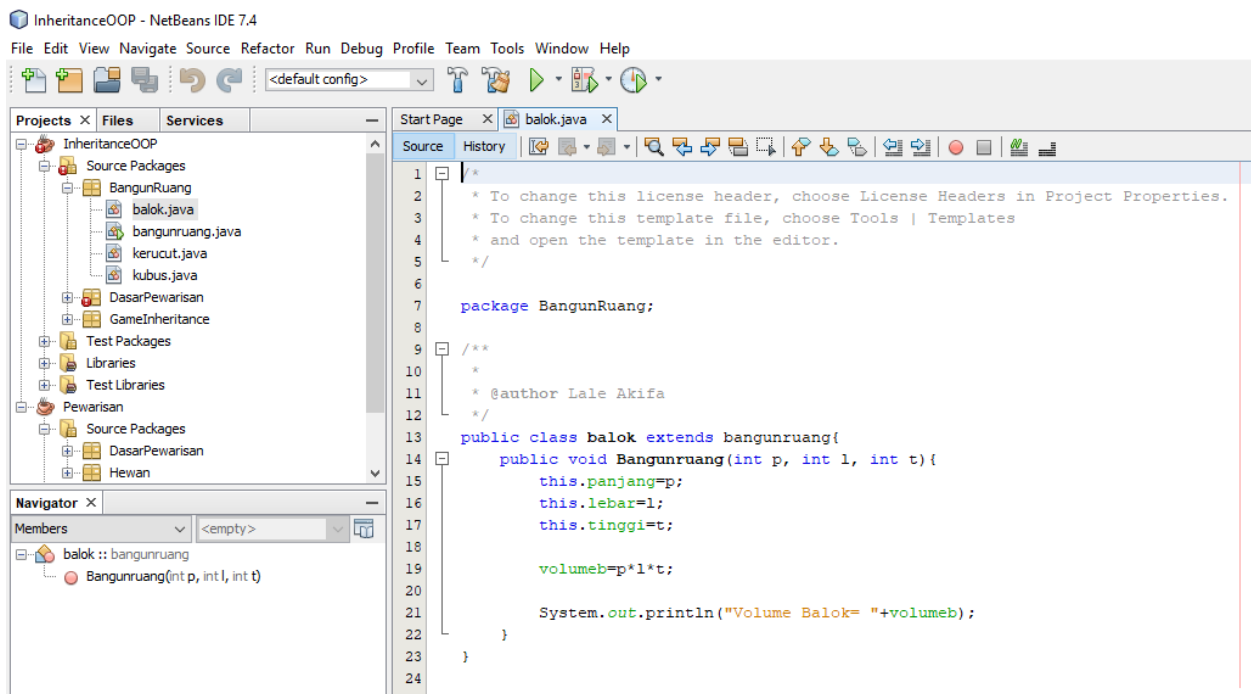 InheritanceOOP - NetBeans IDE 7.4
File Edit View Navigate Source Refactor Run Debug Profile Team Tools Window Help
<default config>
Projects Files Services
InheritanceOOP
Source Packages
BangunRuang
balok.java
bangunruang.java
kerucut.java
kubus.java
DasarPewarisan
GameInheritance
Test Packages
Libraries
Test Libraries
Pewarisan
Source Packages
DasarPewarisan
Hewan
Navigator
Members <empty>
balok :: bangunruang
Bangunruang(int p, int l, int t)
Start Page balok.java
Source History
1 /*
2 * To change this license header, choose License Headers in Project Properties.
3 * To change this template file, choose Tools | Templates
4 * and open the template in the editor.
5 */
6
7 package BangunRuang;
8
9 /**
10 *
11 * @author Lale Akifa
12 */
13 public class balok extends bangunruang{
14 public void Bangunruang(int p, int l, int t){
15 this.panjang=p;
16 this.lebar=l;
17 this.tinggi=t;
18
19 volumeb=p*l*t;
20
21 System.out.println("Volume Balok= "+volumeb);
22 }
23 }
24